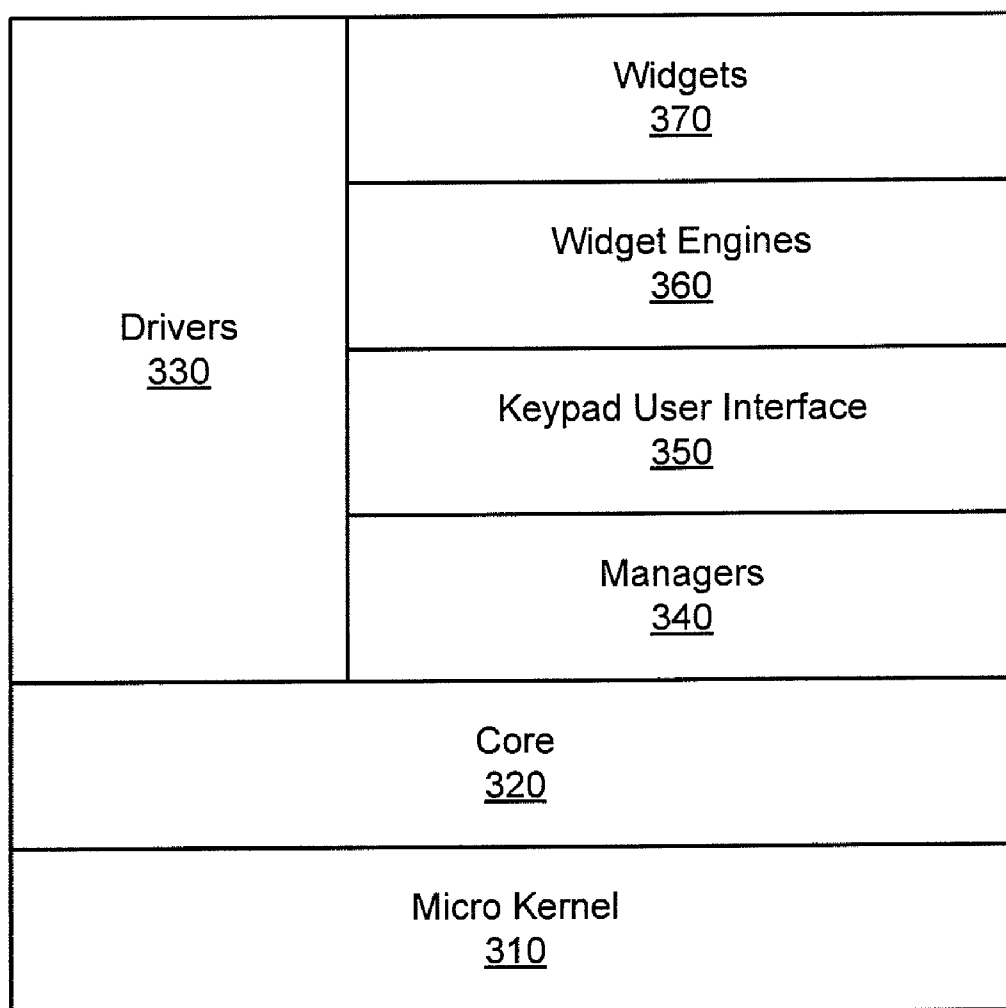 Widgets
370
Widget Engines
360
Drivers
330
Keypad User Interface
350
Managers
340
Core
320
Micro Kernel
310